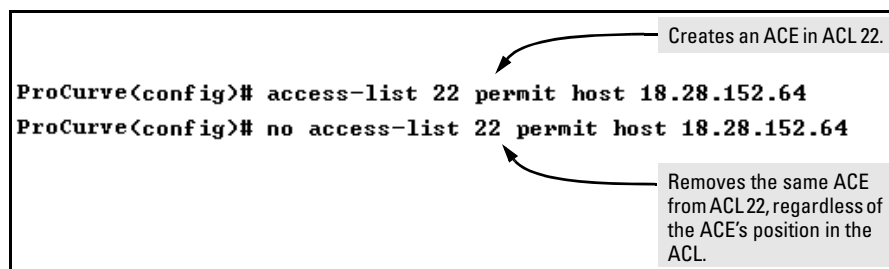 Creates an ACE in ACL 22.
ProCurve(config)# access-list 22 permit host 18.28.152.64
ProCurve(config)# no access-list 22 permit host 18.28.152.64
Removes the same ACE
from ACL 22, regardless of
the ACE's position in the
ACL.